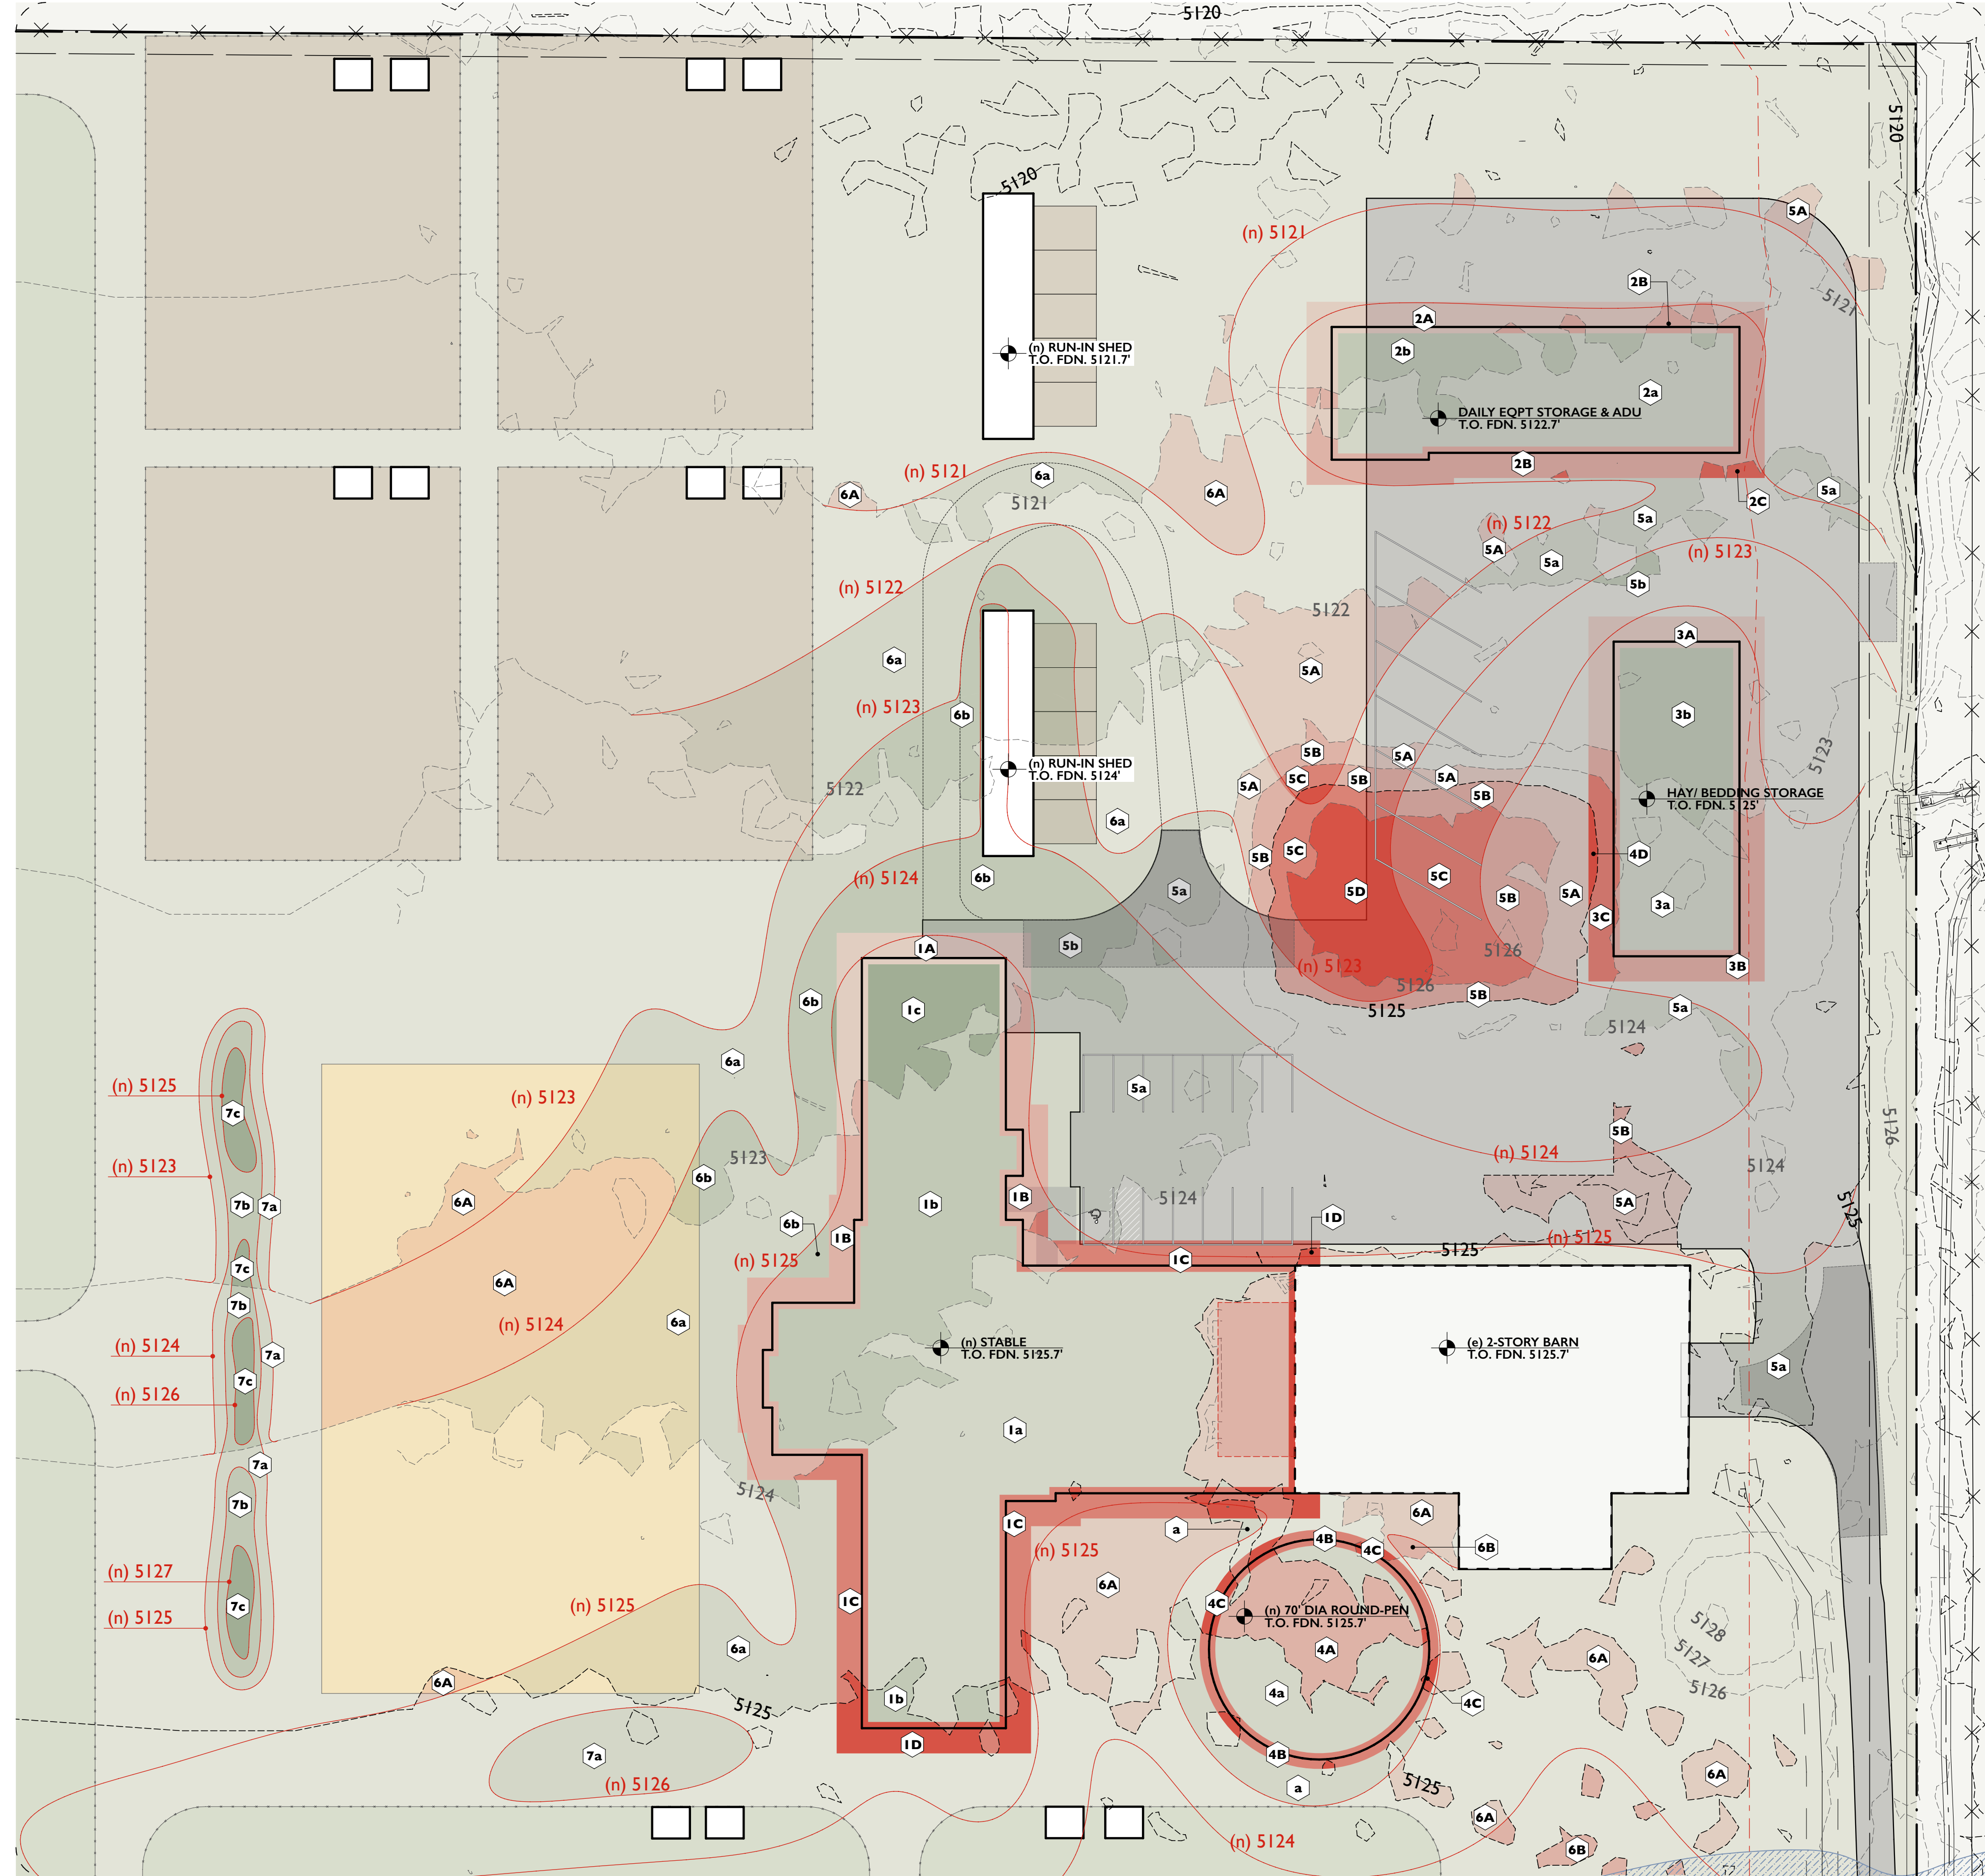 5120
5120
5120
5A
(n) 5121
2B
5121
2A
(n) RUN-IN SHED
T.O. FDN. 5121.7'
2b
2a
DAILY EQPT STORAGE & ADU
T.O. FDN. 5122.7'
2B
(n) 5121
6a
6A
6A
5121
2C
5a
5a
(n) 5122
5A
(n) 5123
5a
5b
(n) 5122
5122
3A
6a
5A
(n) 5123
6b
3b
5B
5A
5123
(n) RUN-IN SHED
T.O. FDN. 5124'
5C
5B
5A
5A
5122
5B
HAY/ BEDDING STORAGE
T.O. FDN. 5125'
6a
5C
4D
5B
(n) 5124
6b
5a
5D
5C
5B
5A
3a
3C
1A
5b
5126
(n) 5123
3B
5126
5B
6b
1c
5125
5a
5124
6a
(n) 5125
5a
(n) 5123
7c
5126
5B
(n) 5124
5123
(n) 5123
5124
6b
1B
7b
7a
6A
1b
5124
5A
5125
6b
1D
1B
(n) 5125
5125
(n) 5125
1C
7c
6A
7b
6a
(n) 5124
(n) STABLE
T.O. FDN. 5125.7'
(e) 2-STORY BARN
T.O. FDN. 5125.7'
(n) 5124
7a
5a
7c
(n) 5126
1a
7a
5124
7b
6A
1C
a
4B
6B
(n) 5125
4C
(n) 5127
6A
7c
(n) 5125
1C
4C
(n) 70' DIA ROUND-PEN
T.O. FDN. 5125.7'
(n) 5125
5128
6a
4A
6A
5127
6A
4a
5126
1b
4C
5125
1D
7a
4B
6A
(n) 5126
a
5125
6A
(n) 5124
6B